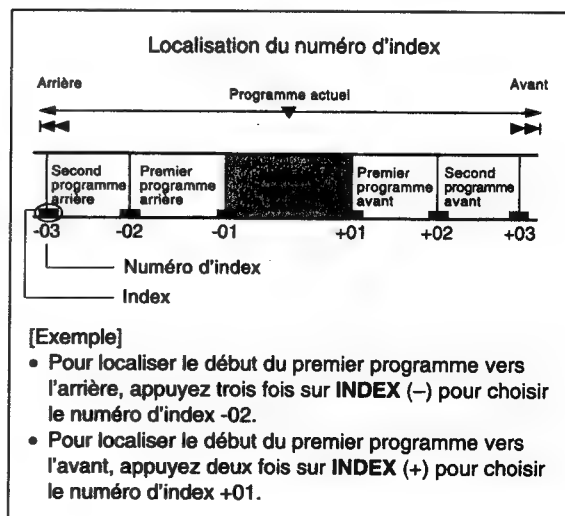 Localisation du numéro d'index
Arrière
Programme actuel
Avant
Second programme arrière
Premier programme arrière
Premier programme avant
Second programme avant
-03 -02 -01 +01 +02 +03
Numéro d'index
Index
[Exemple]
• Pour localiser le début du premier programme vers
l'arrière, appuyez trois fois sur INDEX (–) pour choisir
le numéro d'index -02.
• Pour localiser le début du premier programme vers
l'avant, appuyez deux fois sur INDEX (+) pour choisir
le numéro d'index +01.